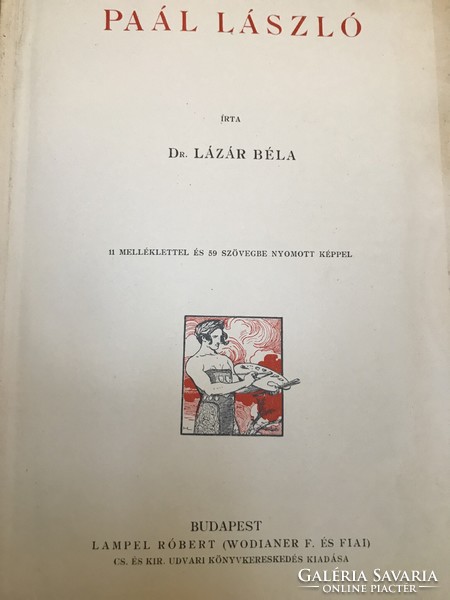 PAÁL LÁSZLÓ
ÍRTA
DR. LÁZÁR BÉLA
11 MELLÉKLETTEL ÉS 59 SZÖVEGBE NYOMOTT KÉPPEL
BUDAPEST
LAMPEL RÓBERT (WODIANER F. ÉS FIAI)
CS. ÉS KIR. UDVARI KÖNYVKERESKEDÉS KIADÁSA
GALÉRIA SAVARIA
ONLINE PIACTÉR